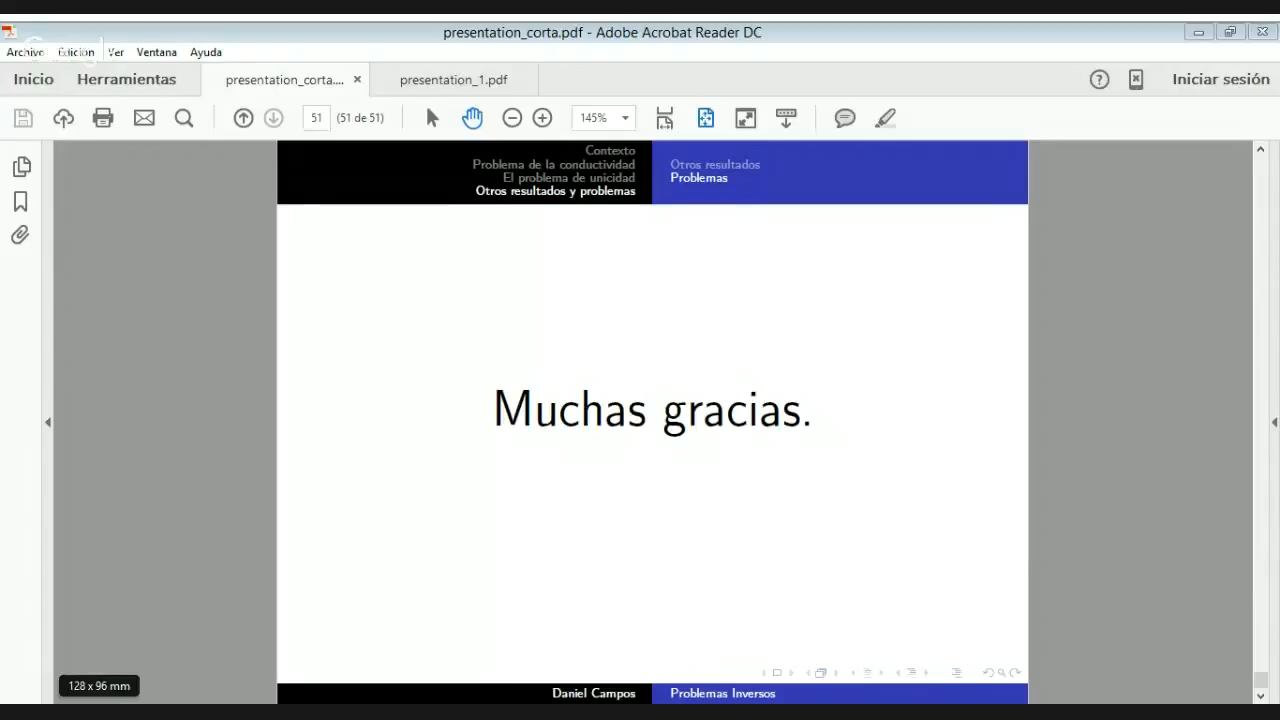 presentation_corta.pdf - Adobe Acrobat Reader DC
Archivo Edición Ver Ventana Ayuda
Inicio Herramientas presentation_corta.... × presentation_1.pdf Iniciar sesión
51 (51 de 51) 145%
Contexto
Problema de la conductividad
El problema de unicidad
Otros resultados y problemas
Otros resultados
Problemas
Muchas gracias.
128 x 96 mm
Daniel Campos Problemas Inversos